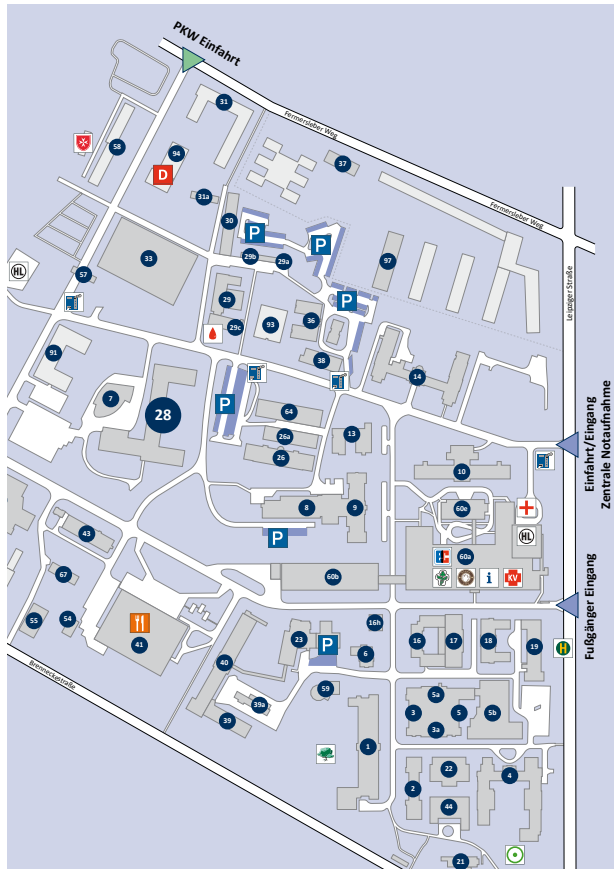 PKW Einfahrt
Fermersleber Weg
31
37
58
94
D
31a
30
P
P
Fermersleber Weg
97
33
29b
29a
HL
57
P
Leipziger Straße
29
93
36
29c
38
91
14
7
28
P
64
26a
13
26
10
Einfahrt/Eingang
Zentrale Notaufnahme
8
9
60e
43
P
HL
60a
i
KV
67
60b
Fußgänger Eingang
55
54
41
16h
23
P
6
16
17
18
19
H
40
59
39a
39
5a
3
5
5b
3a
Brenneckestraße
1
22
4
2
44
21